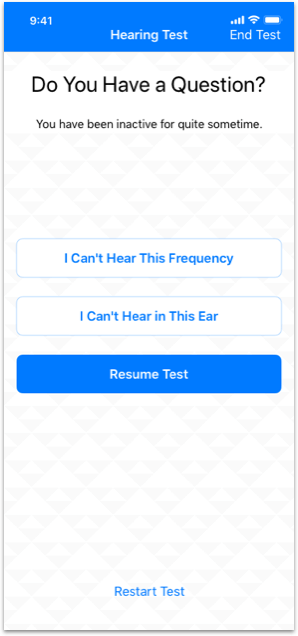 9:41
Hearing Test
End Test
Do You Have a Question?
You have been inactive for quite sometime.
I Can't Hear This Frequency
I Can't Hear in This Ear
Resume Test
Restart Test